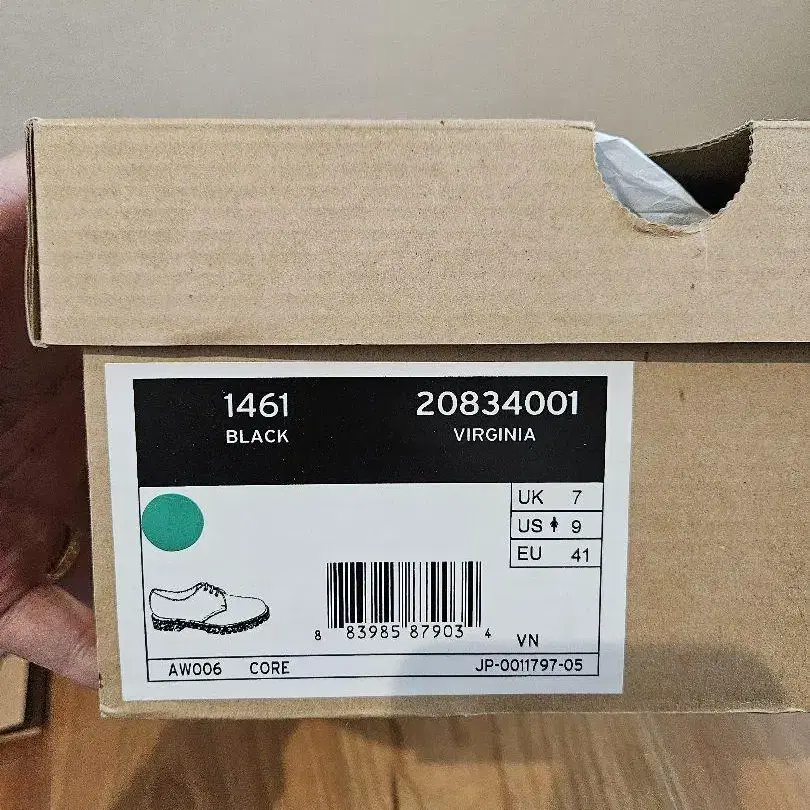 1461
BLACK
20834001
VIRGINIA
UK 7
US 9
EU 41
8 83985 87903 4
VN
AW006 CORE
JP-0011797-05